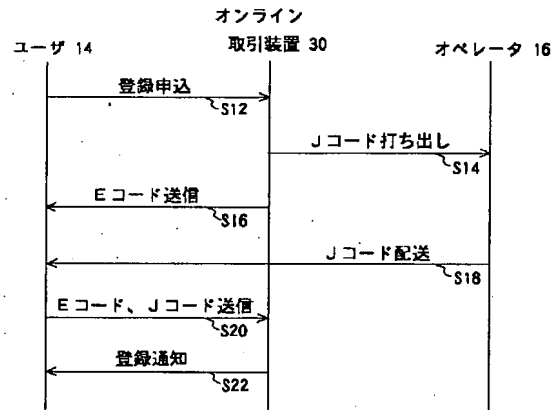 オンライン
ユーザ 14
取引装置 30
オペレータ 16
登録申込
S12
Jコード打ち出し
S14
Eコード送信
S16
Jコード配送
S18
Eコード、Jコード送信
S20
登録通知
S22